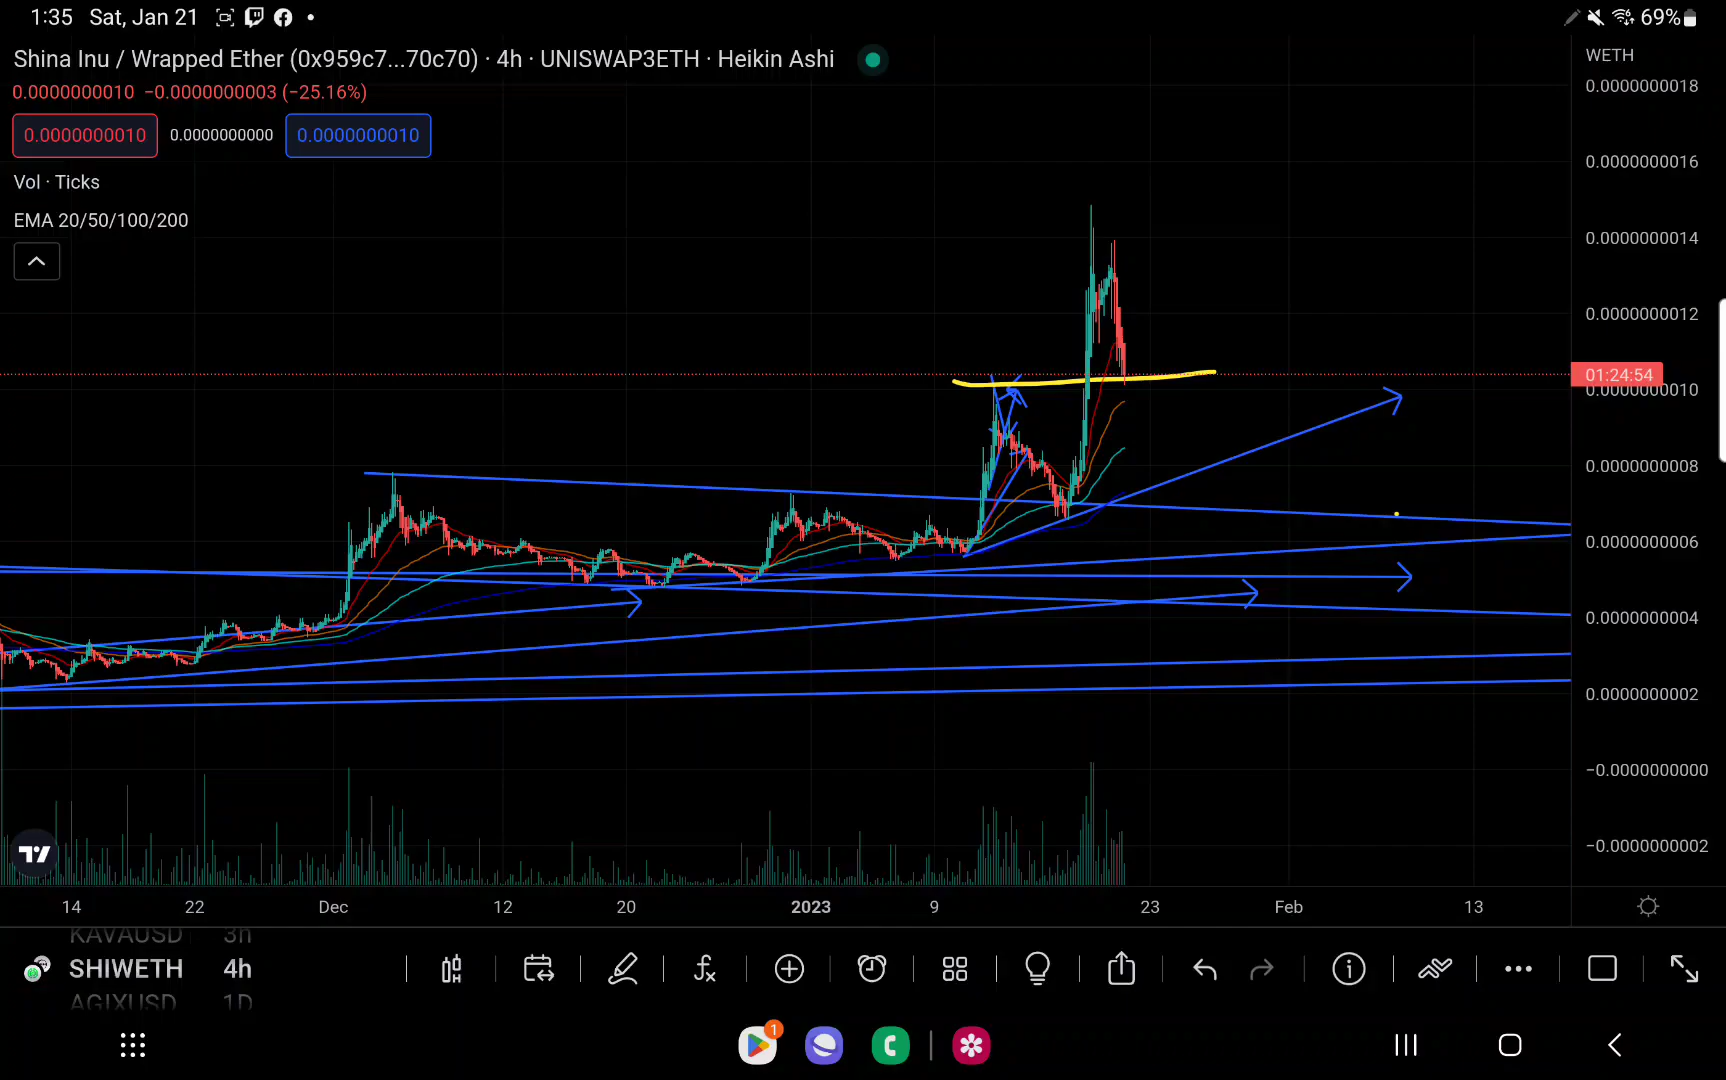 1:35 Sat, Jan 21
69%
Shina Inu / Wrapped Ether (0x959c7...70c70) · 4h · UNISWAP3ETH · Heikin Ashi
WETH
0.0000000010 −0.0000000003 (−25.16%)
0.0000000010 0.0000000000 0.0000000010
Vol · Ticks
EMA 20/50/100/200
0.0000000018
0.0000000016
0.0000000014
0.0000000012
01:24:54
0.0000000010
0.0000000008
0.0000000006
0.0000000004
0.0000000002
−0.0000000000
−0.0000000002
14 22 Dec 12 20 2023 9 23 Feb 13
KAVAUSD 3h
SHIWETH 4h
AGIXUSD 1D
1